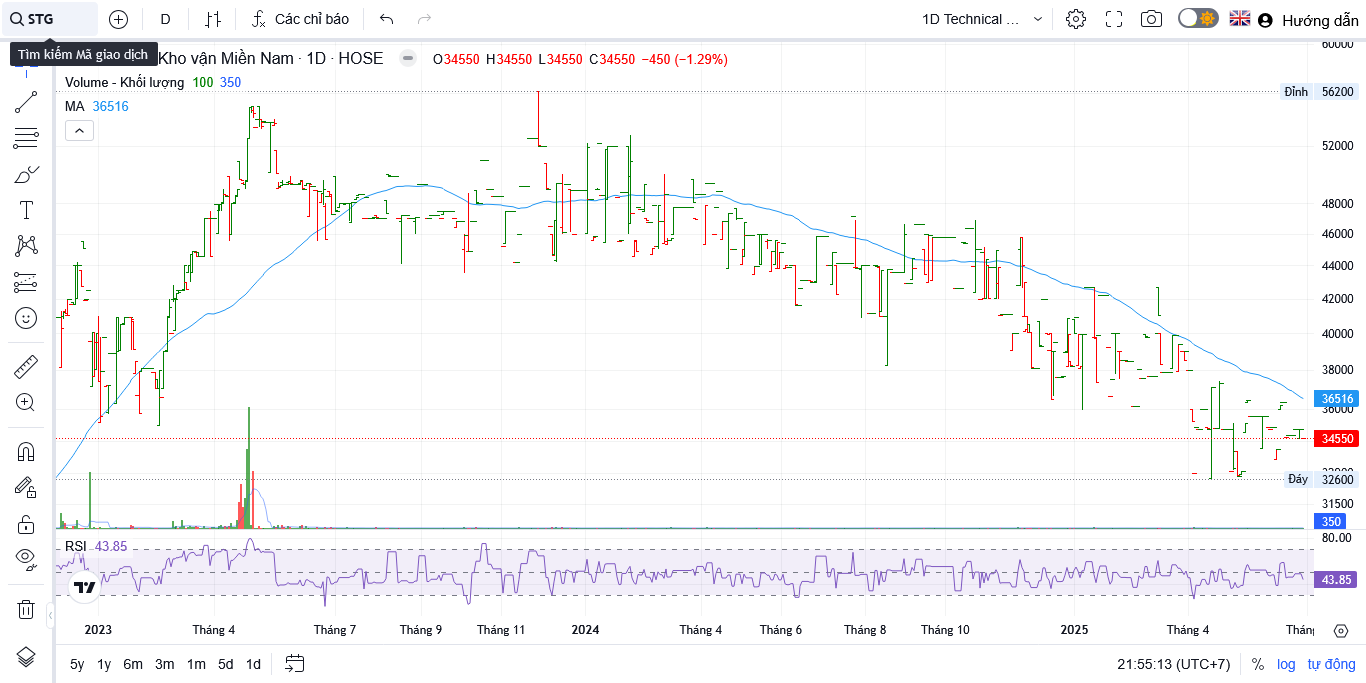 STG
D
Các chỉ báo
1D Technical ...
Hướng dẫn
Tìm kiếm Mã giao dịch
Kho vận Miền Nam · 1D · HOSE
O34550 H34550 L34550 C34550 −450 (−1.29%)
Volume - Khối lượng 100 350
MA 36516
60000
Đỉnh 56200
52000
48000
46000
44000
42000
40000
38000
36516
36000
34550
Đáy 32600
31500
350
RSI 43.85
80.00
43.85
2023 Tháng 4 Tháng 7 Tháng 9 Tháng 11 2024 Tháng 4 Tháng 6 Tháng 8 Tháng 10 2025 Tháng 4 Thán
5y 1y 6m 3m 1m 5d 1d
21:55:13 (UTC+7) % log tự động